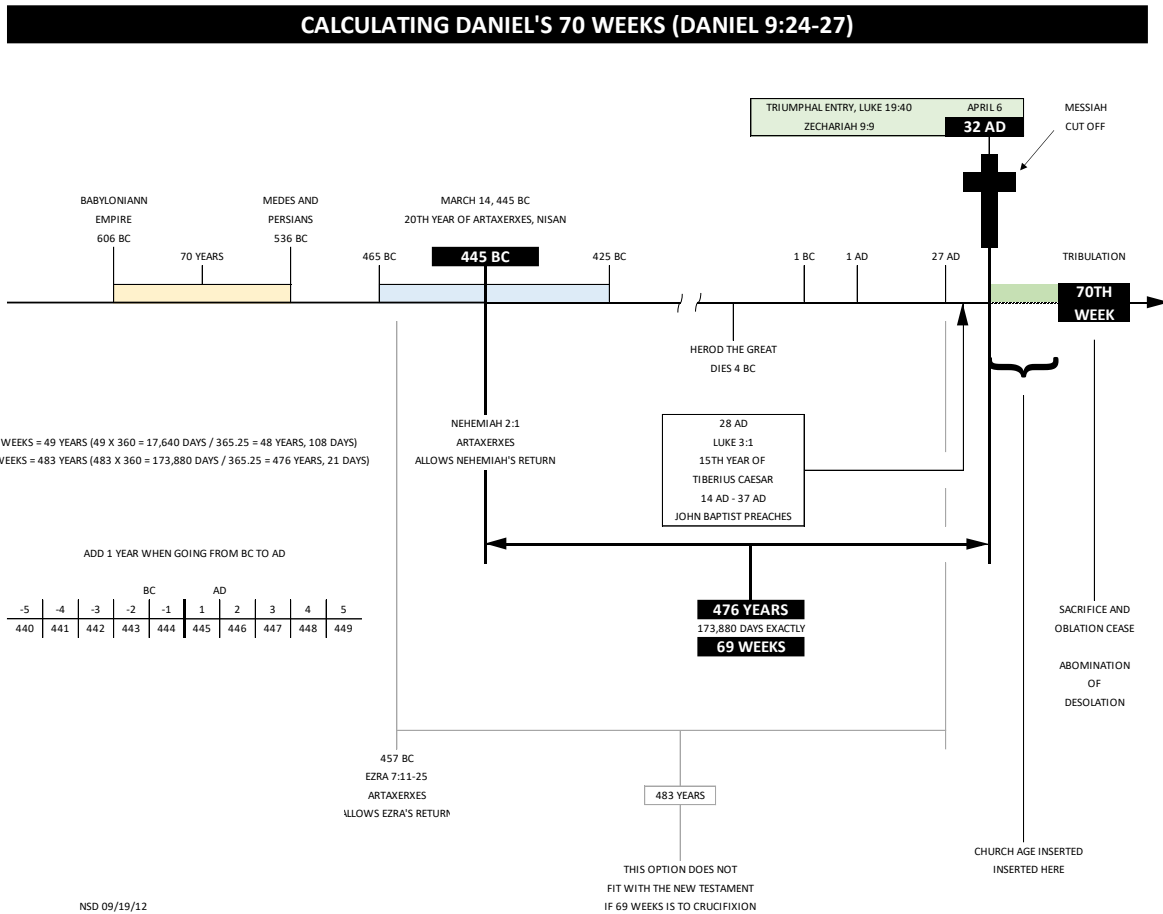 CALCULATING DANIEL'S 70 WEEKS (DANIEL 9:24-27)
TRIUMPHAL ENTRY, LUKE 19:40
ZECHARIAH 9:9
APRIL 6
32 AD
MESSIAH
CUT OFF
BABYLONIANN
EMPIRE
606 BC
70 YEARS
MEDES AND
PERSIANS
536 BC
MARCH 14, 445 BC
20TH YEAR OF ARTAXERXES, NISAN
465 BC
445 BC
425 BC
1 BC
1 AD
27 AD
TRIBULATION
70TH
WEEK
HEROD THE GREAT
DIES 4 BC
NEHEMIAH 2:1
ARTAXERXES
ALLOWS NEHEMIAH'S RETURN
28 AD
LUKE 3:1
15TH YEAR OF
TIBERIUS CAESAR
14 AD - 37 AD
JOHN BAPTIST PREACHES
WEEKS = 49 YEARS (49 X 360 = 17,640 DAYS / 365.25 = 48 YEARS, 108 DAYS)
WEEKS = 483 YEARS (483 X 360 = 173,880 DAYS / 365.25 = 476 YEARS, 21 DAYS)
ADD 1 YEAR WHEN GOING FROM BC TO AD
BC AD
-5 -4 -3 -2 -1 1 2 3 4 5
440 441 442 443 444 445 446 447 448 449
476 YEARS
173,880 DAYS EXACTLY
69 WEEKS
SACRIFICE AND
OBLATION CEASE
ABOMINATION
OF
DESOLATION
457 BC
EZRA 7:11-25
ARTAXERXES
ALLOWS EZRA'S RETURN
483 YEARS
THIS OPTION DOES NOT
FIT WITH THE NEW TESTAMENT
IF 69 WEEKS IS TO CRUCIFIXION
CHURCH AGE INSERTED
INSERTED HERE
NSD 09/19/12